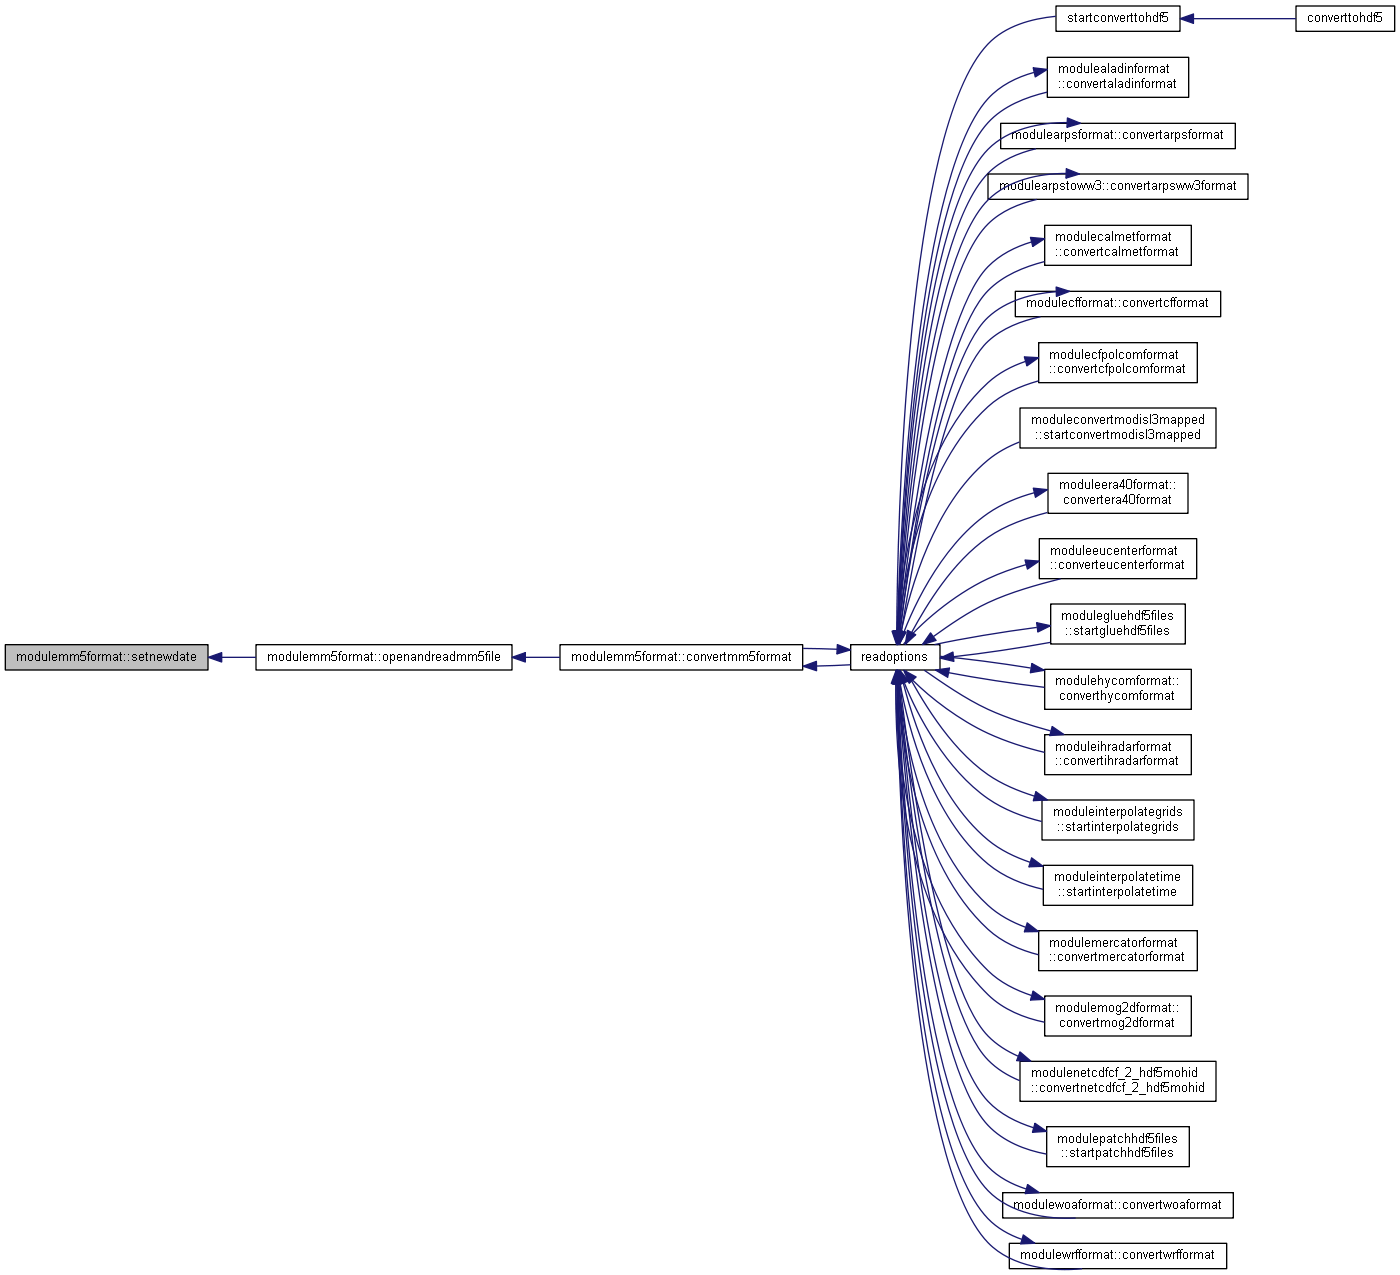 startconverttohdf5
converttohdf5
modulealadinformat
::convertaladinformat
modulearpsformat::convertarpsformat
modulearpstoww3::convertarpsww3format
modulecalmetformat
::convertcalmetformat
modulecfformat::convertcfformat
modulecfpolcomformat
::convertcfpolcomformat
moduleconvertmodisl3mapped
::startconvertmodisl3mapped
moduleera40format::
convertera40format
moduleeucenterformat
::converteucenterformat
modulegluehdf5files
::startgluehdf5files
modulemm5format::setnewdate
modulemm5format::openandreadmm5file
modulemm5format::convertmm5format
readoptions
modulehycomformat::
converthycomformat
moduleihradarformat
::convertihradarformat
moduleinterpolategrids
::startinterpolategrids
moduleinterpolatetime
::startinterpolatetime
modulemercatorformat
::convertmercatorformat
modulemog2dformat::
convertmog2dformat
modulenetcdfcf_2_hdf5mohid
::convertnetcdfcf_2_hdf5mohid
modulepatchhdf5files
::startpatchhdf5files
modulewoaformat::convertwoaformat
modulewrfformat::convertwrfformat